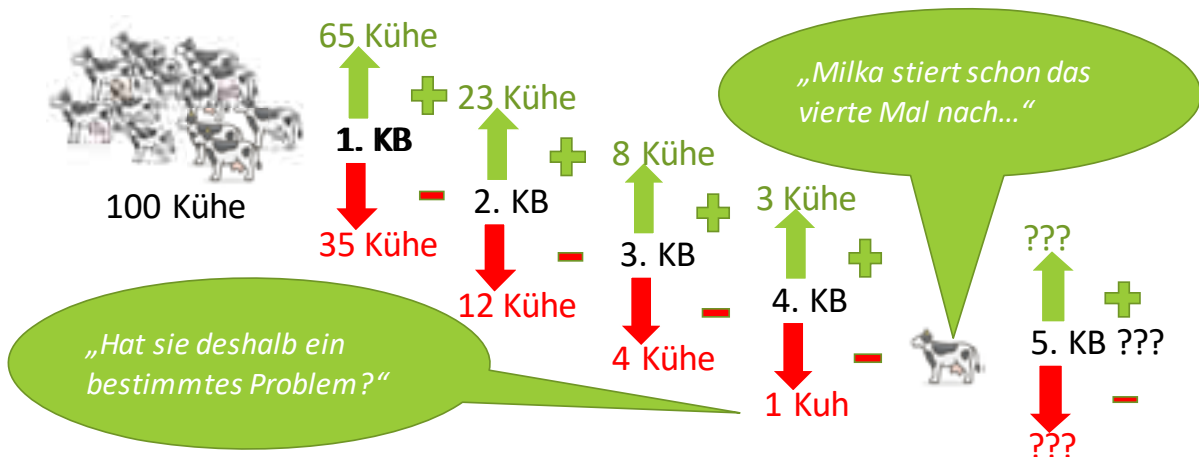 65 Kühe
„Milka stiert schon das
vierte Mal nach…“
23 Kühe
1. KB
8 Kühe
100 Kühe
2. KB
3 Kühe
35 Kühe
3. KB
???
12 Kühe
4. KB
„Hat sie deshalb ein
bestimmtes Problem?“
4 Kühe
5. KB ???
1 Kuh
???